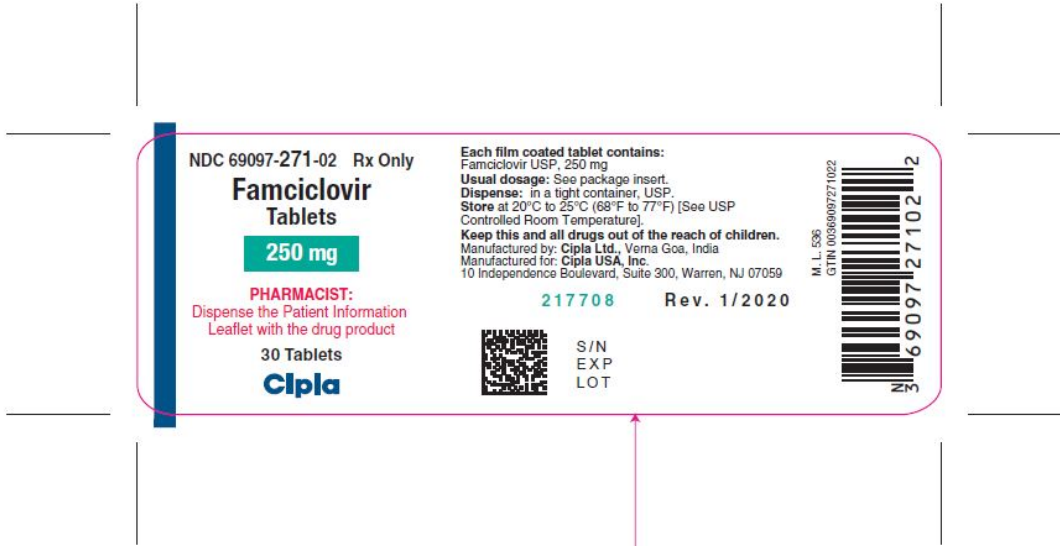 NDC 69097-271-02 Rx Only
Famciclovir
Tablets
250 mg
PHARMACIST:
Dispense the Patient Information
Leaflet with the drug product
30 Tablets
Cipla
Each film coated tablet contains:
Famciclovir USP, 250 mg
Usual dosage: See package insert.
Dispense: in a tight container, USP.
Store at 20°C to 25°C (68°F to 77°F) [See USP
Controlled Room Temperature].
Keep this and all drugs out of the reach of children.
Manufactured by: Cipla Ltd., Verna Goa, India
Manufactured for: Cipla USA, Inc.
10 Independence Boulevard, Suite 300, Warren, NJ 07059
217708 Rev. 1/2020
S/N
EXP
LOT
M. L. 536
GTIN 00369097271022
N 3 69097 27102 2